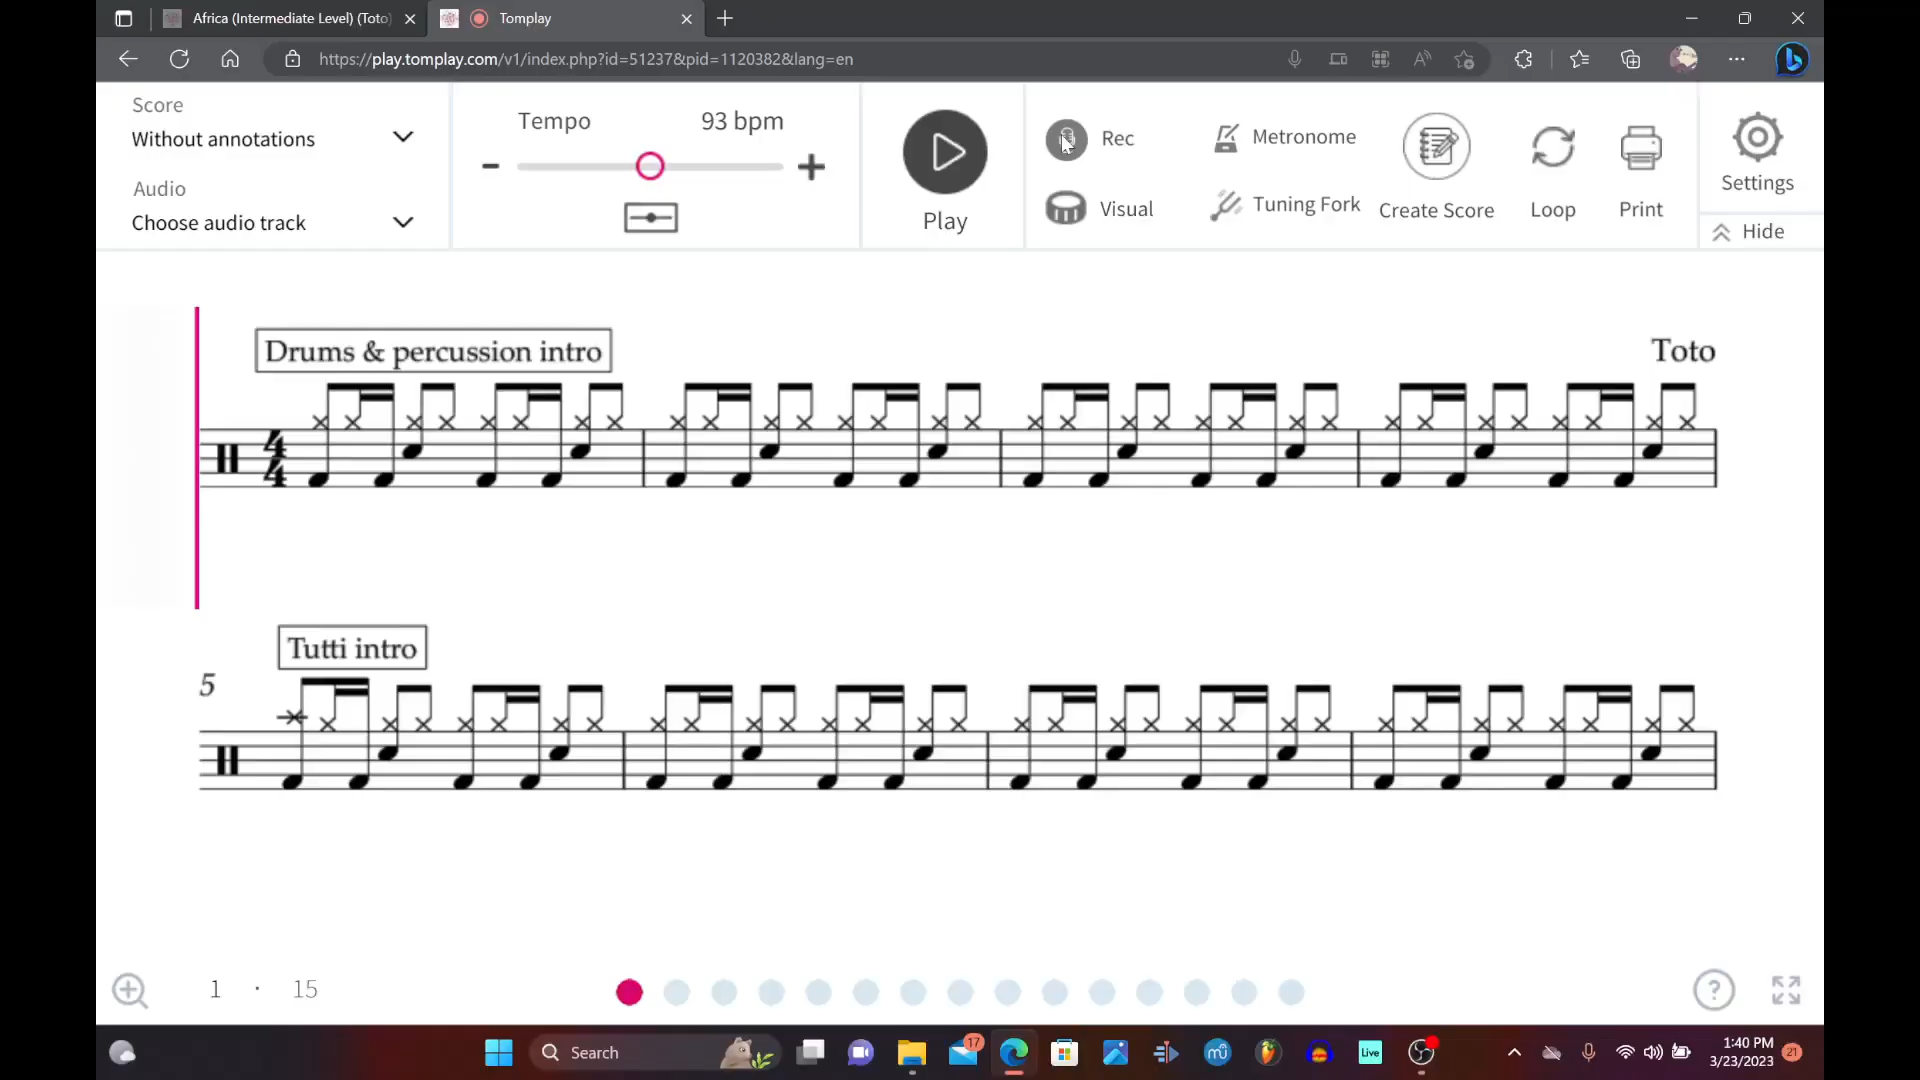 Africa (Intermediate Level) (Toto)
Tomplay
https://play.tomplay.com/v1/index.php?id=51237&pid=1120382&lang=en
Score
Without annotations
Audio
Choose audio track
Tempo 93 bpm
Play
Rec
Visual
Metronome
Tuning Fork
Create Score
Loop
Print
Settings
Hide
Drums & percussion intro
Toto
4
4
Tutti intro
5
1 · 15
?
Search
17
Live
1:40 PM
3/23/2023
21